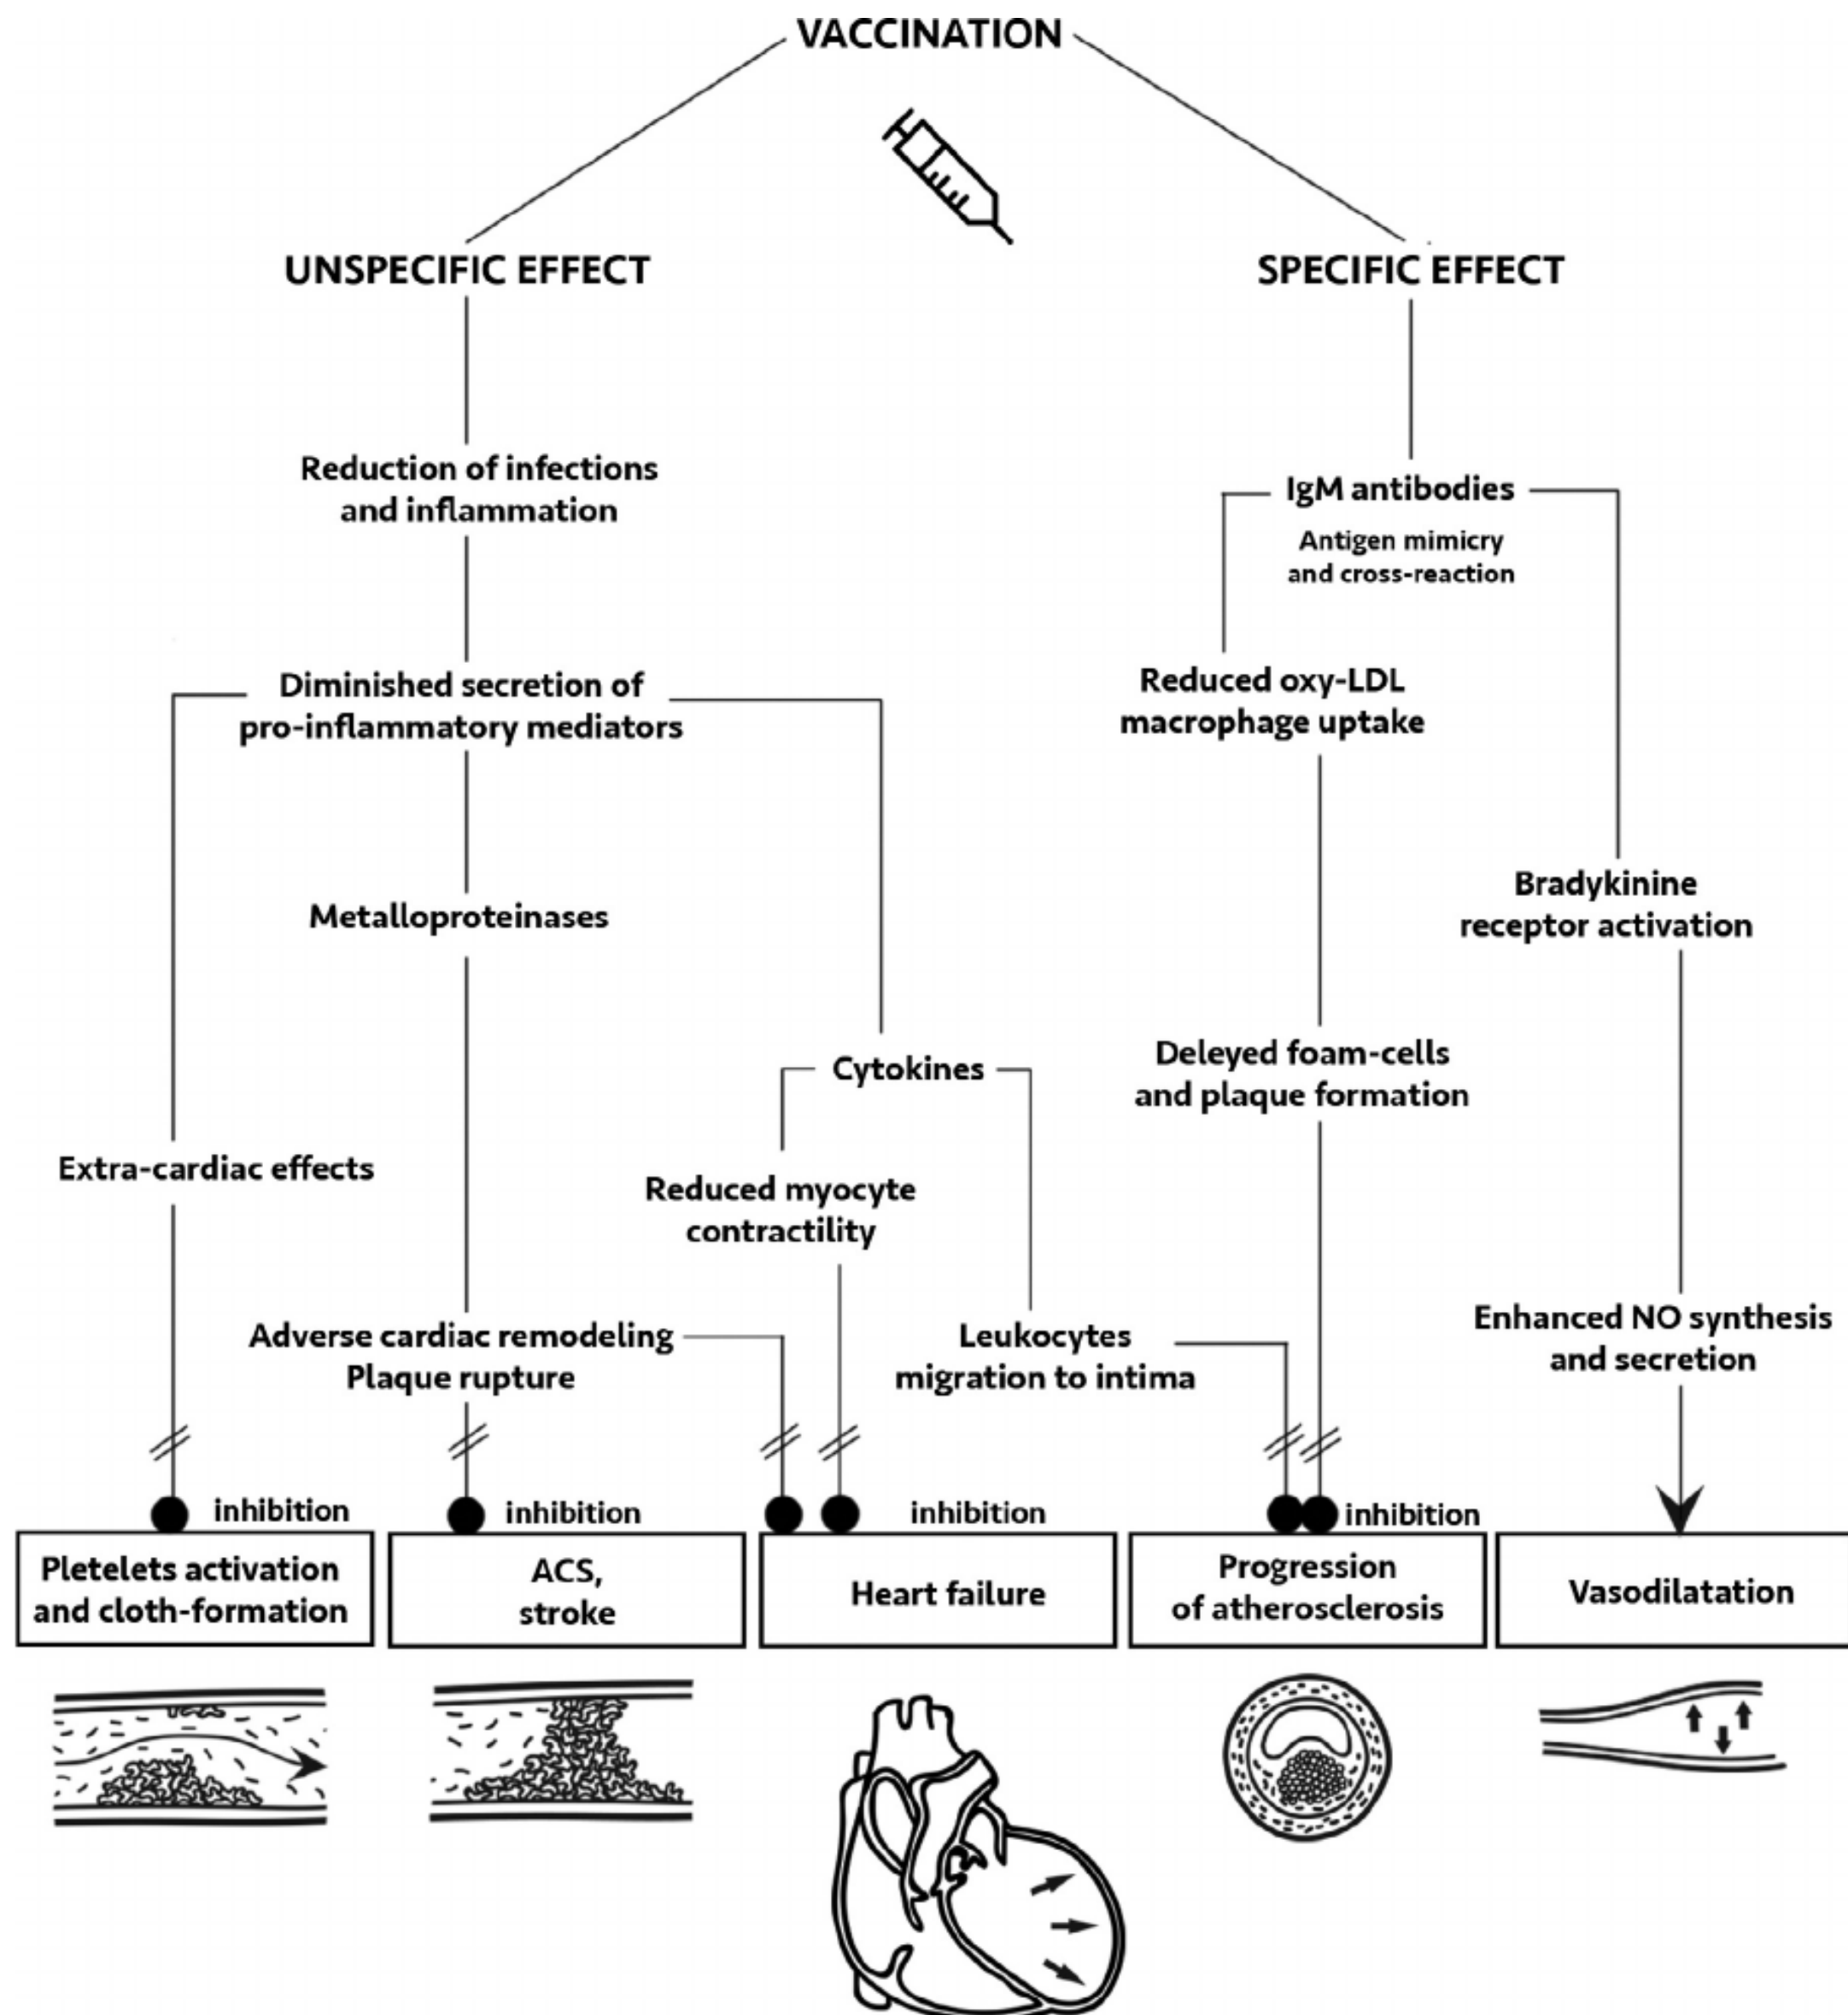 VACCINATION
UNSPECIFIC EFFECT
SPECIFIC EFFECT
Reduction of infections
and inflammation
IgM antibodies
Antigen mimicry
and cross-reaction
Diminished secretion of
pro-inflammatory mediators
Reduced oxy-LDL
macrophage uptake
Metalloproteinases
Bradykinine
receptor activation
Cytokines
Deleyed foam-cells
and plaque formation
Extra-cardiac effects
Reduced myocyte
contractility
Adverse cardiac remodeling
Plaque rupture
Leukocytes
migration to intima
Enhanced NO synthesis
and secretion
inhibition
inhibition
inhibition
inhibition
Pletelets activation
and cloth-formation
ACS,
stroke
Heart failure
Progression
of atherosclerosis
Vasodilatation